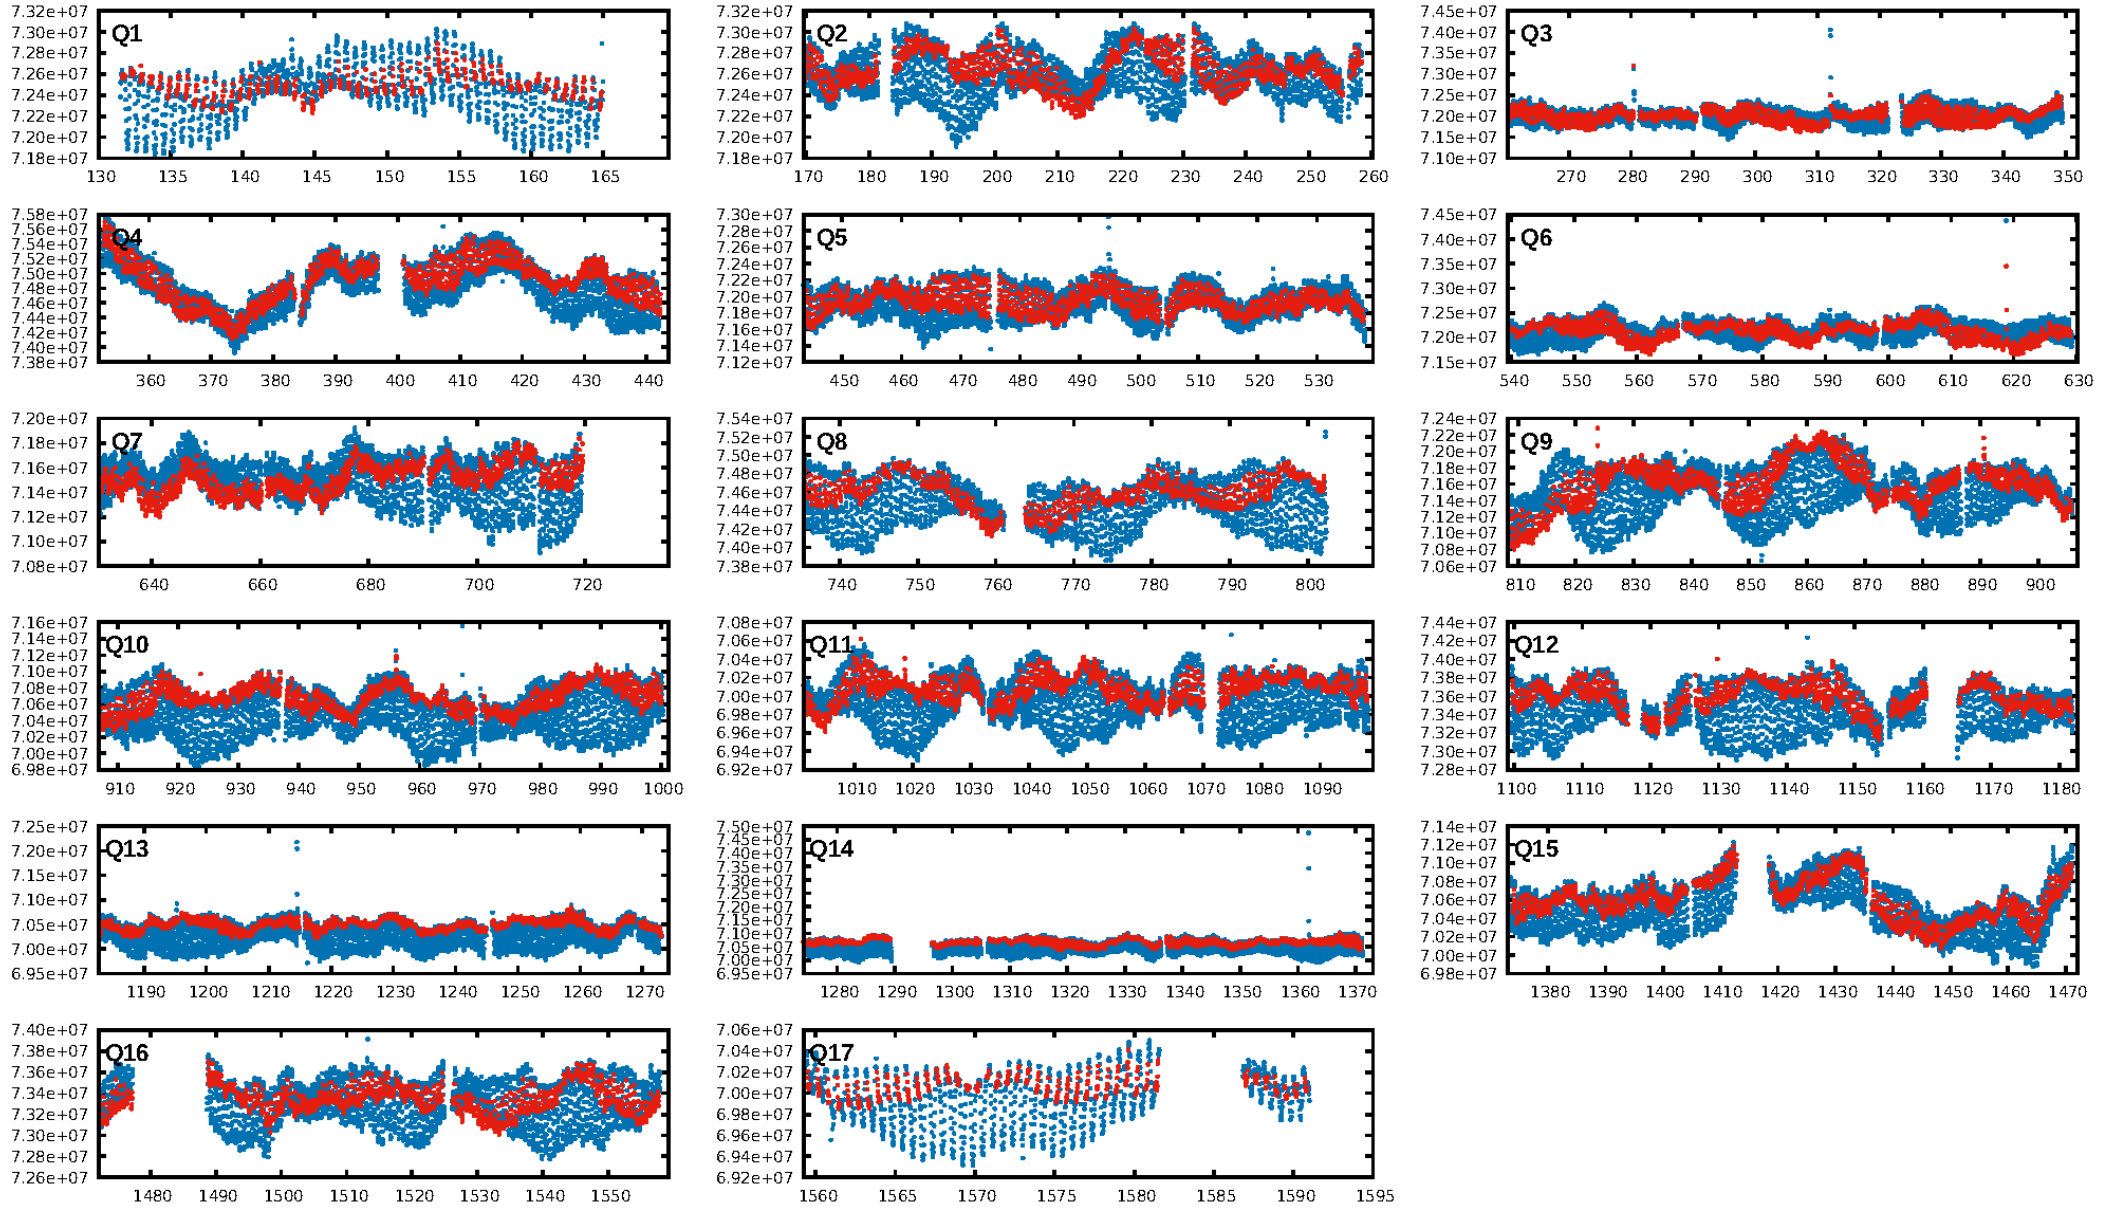 Q1
7.32e+07
7.30e+07
7.28e+07
7.26e+07
7.24e+07
7.22e+07
7.20e+07
7.18e+07
130 135 140 145 150 155 160 165
Q2
7.32e+07
7.30e+07
7.28e+07
7.26e+07
7.24e+07
7.22e+07
7.20e+07
7.18e+07
170 180 190 200 210 220 230 240 250 260
Q3
7.45e+07
7.40e+07
7.35e+07
7.30e+07
7.25e+07
7.20e+07
7.15e+07
7.10e+07
270 280 290 300 310 320 330 340 350
Q4
7.58e+07
7.56e+07
7.54e+07
7.52e+07
7.50e+07
7.48e+07
7.46e+07
7.44e+07
7.42e+07
7.40e+07
7.38e+07
360 370 380 390 400 410 420 430 440
Q5
7.30e+07
7.28e+07
7.26e+07
7.24e+07
7.22e+07
7.20e+07
7.18e+07
7.16e+07
7.14e+07
7.12e+07
450 460 470 480 490 500 510 520 530
Q6
7.45e+07
7.40e+07
7.35e+07
7.30e+07
7.25e+07
7.20e+07
7.15e+07
540 550 560 570 580 590 600 610 620 630
Q7
7.20e+07
7.18e+07
7.16e+07
7.14e+07
7.12e+07
7.10e+07
7.08e+07
640 660 680 700 720
Q8
7.54e+07
7.52e+07
7.50e+07
7.48e+07
7.46e+07
7.44e+07
7.42e+07
7.40e+07
7.38e+07
740 750 760 770 780 790 800
Q9
7.24e+07
7.22e+07
7.20e+07
7.18e+07
7.16e+07
7.14e+07
7.12e+07
7.10e+07
7.08e+07
7.06e+07
810 820 830 840 850 860 870 880 890 900
Q10
7.16e+07
7.14e+07
7.12e+07
7.10e+07
7.08e+07
7.06e+07
7.04e+07
7.02e+07
7.00e+07
6.98e+07
910 920 930 940 950 960 970 980 990 1000
Q11
7.08e+07
7.06e+07
7.04e+07
7.02e+07
7.00e+07
6.98e+07
6.96e+07
6.94e+07
6.92e+07
1010 1020 1030 1040 1050 1060 1070 1080 1090
Q12
7.44e+07
7.42e+07
7.40e+07
7.38e+07
7.36e+07
7.34e+07
7.32e+07
7.30e+07
7.28e+07
1100 1110 1120 1130 1140 1150 1160 1170 1180
Q13
7.25e+07
7.20e+07
7.15e+07
7.10e+07
7.05e+07
7.00e+07
6.95e+07
1190 1200 1210 1220 1230 1240 1250 1260 1270
Q14
7.50e+07
7.45e+07
7.40e+07
7.35e+07
7.30e+07
7.25e+07
7.20e+07
7.15e+07
7.10e+07
7.05e+07
7.00e+07
6.95e+07
1280 1290 1300 1310 1320 1330 1340 1350 1360 1370
Q15
7.14e+07
7.12e+07
7.10e+07
7.08e+07
7.06e+07
7.04e+07
7.02e+07
7.00e+07
6.98e+07
1380 1390 1400 1410 1420 1430 1440 1450 1460 1470
Q16
7.40e+07
7.38e+07
7.36e+07
7.34e+07
7.32e+07
7.30e+07
7.28e+07
7.26e+07
1480 1490 1500 1510 1520 1530 1540 1550
Q17
7.06e+07
7.04e+07
7.02e+07
7.00e+07
6.98e+07
6.96e+07
6.94e+07
6.92e+07
1560 1565 1570 1575 1580 1585 1590 1595